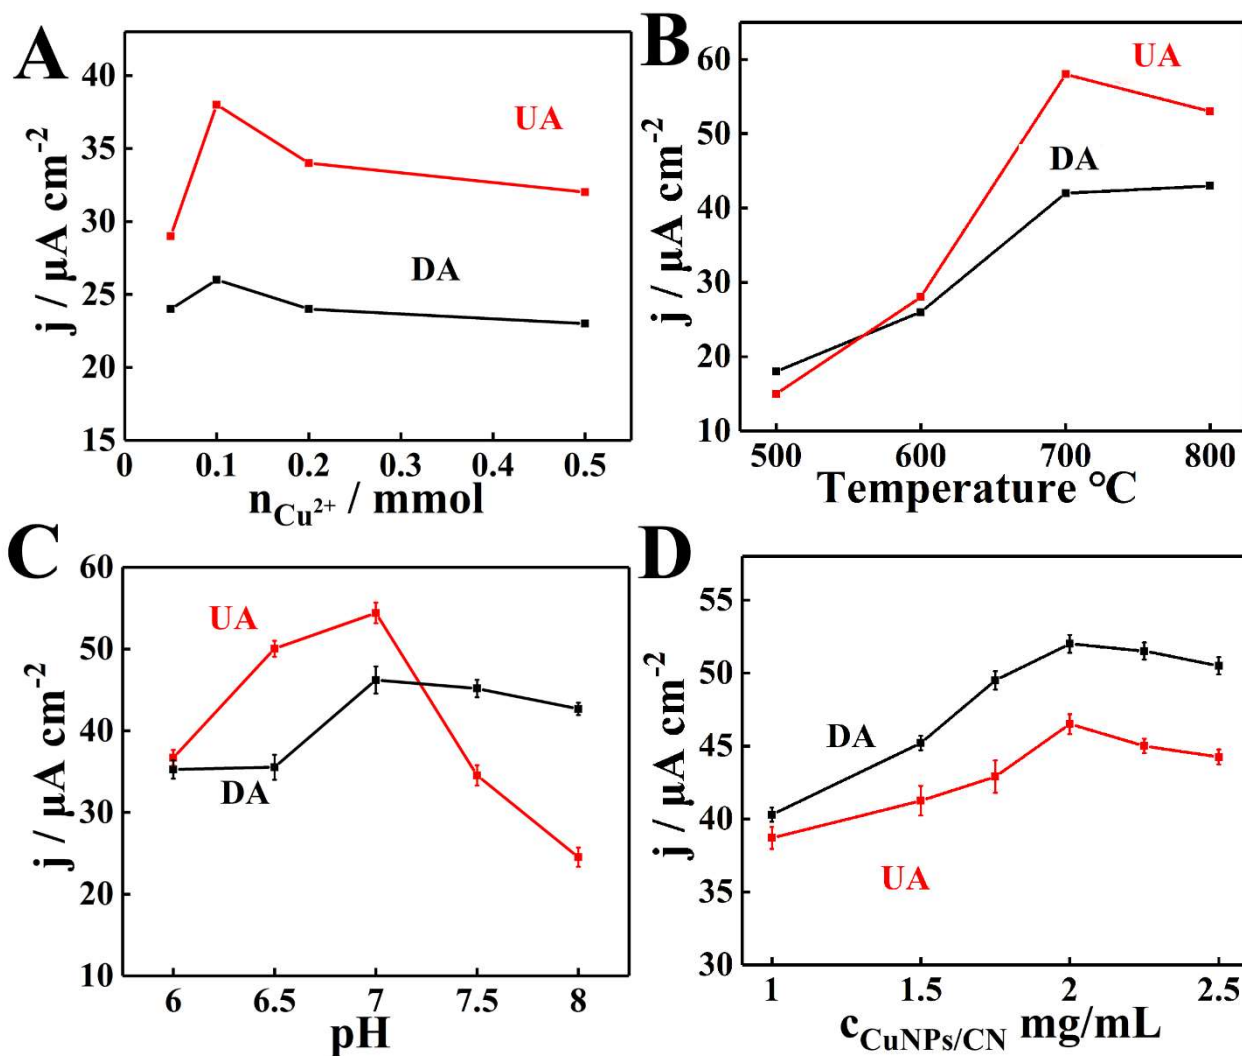 A
j / µA cm⁻²
40
35
30
25
20
15
UA
DA
0 0.1 0.2 0.3 0.4 0.5
n_Cu²⁺ / mmol
B
j / µA cm⁻²
60
50
40
30
20
10
UA
DA
500 600 700 800
Temperature °C
C
j / µA cm⁻²
60
50
40
30
20
10
UA
DA
6 6.5 7 7.5 8
pH
D
j / µA cm⁻²
55
50
45
40
35
30
DA
UA
1 1.5 2 2.5
c_CuNPs/CN mg/mL